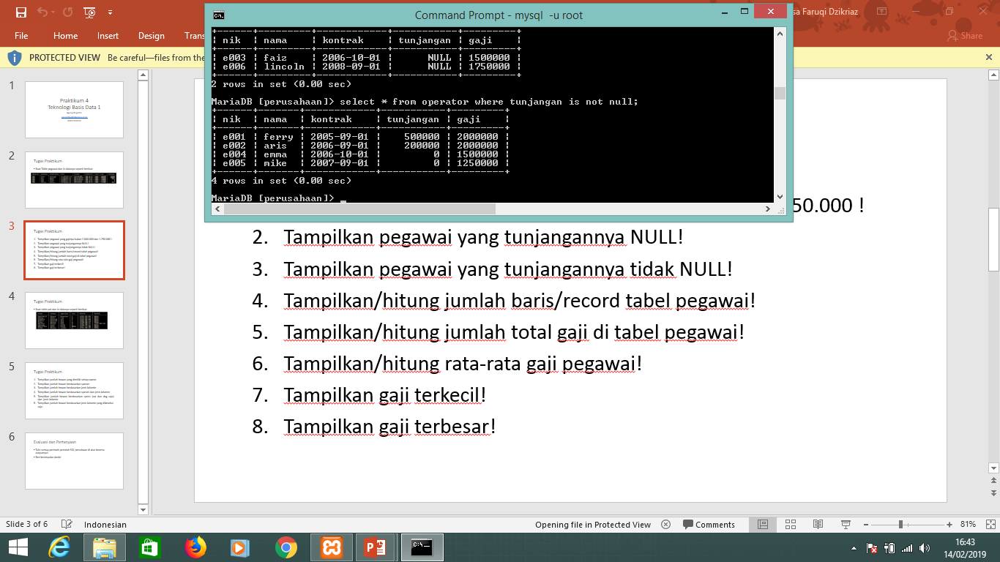 Command Prompt - mysql  -u root
sa Faruqi Dzikriaz
File Home Insert Design Trans
Share
PROTECTED VIEW Be careful—files from the
+------+---------+------------+-----------+---------+
| nik | nama | kontrak | tunjangan | gaji |
+------+---------+------------+-----------+---------+
| e003 | faiz | 2006-10-01 | NULL | 1500000 |
| e006 | lincoln | 2008-09-01 | NULL | 1750000 |
+------+---------+------------+-----------+---------+
2 rows in set (0.00 sec)
MariaDB [perusahaan]> select * from operator where tunjangan is not null;
+------+-------+------------+-----------+---------+
| nik | nama | kontrak | tunjangan | gaji |
+------+-------+------------+-----------+---------+
| e001 | ferry | 2005-09-01 | 500000 | 2000000 |
| e002 | aris | 2006-09-01 | 200000 | 2000000 |
| e004 | emma | 2006-10-01 | 0 | 1500000 |
| e005 | mike | 2007-09-01 | 0 | 1250000 |
+------+-------+------------+-----------+---------+
4 rows in set (0.00 sec)
MariaDB [perusahaan]> _
1
Praktikum 4
Teknologi Basis Data 1
2
Tugas Praktikum
3
Tugas Praktikum
4
Tugas Praktikum
5
Tugas Praktikum
6
Evaluasi dan Pertanyaan
50.000 !
2. Tampilkan pegawai yang tunjangannya NULL!
3. Tampilkan pegawai yang tunjangannya tidak NULL!
4. Tampilkan/hitung jumlah baris/record tabel pegawai!
5. Tampilkan/hitung jumlah total gaji di tabel pegawai!
6. Tampilkan/hitung rata-rata gaji pegawai!
7. Tampilkan gaji terkecil!
8. Tampilkan gaji terbesar!
Slide 3 of 6 Indonesian Opening file in Protected View Comments 81%
16:43
14/02/2019